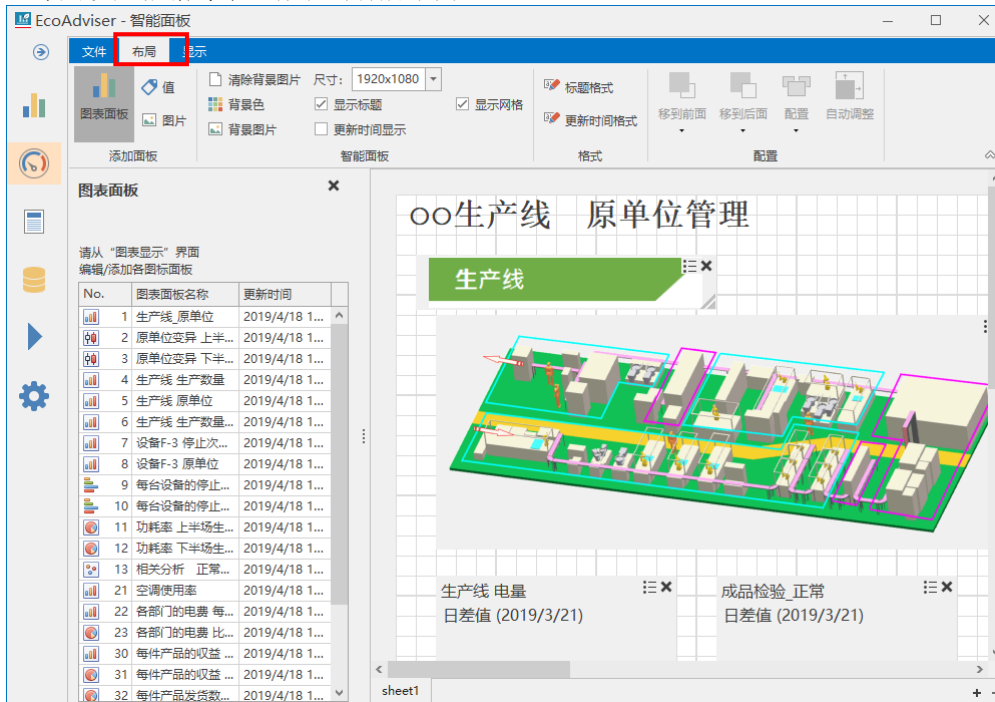 EcoAdviser - 智能面板
文件 布局 显示
图表面板
值
图片
添加面板
清除背景图片
背景色
背景图片
尺寸： 1920x1080
显示标题
更新时间显示
显示网格
智能面板
标题格式
更新时间格式
格式
移到前面 移到后面 配置 自动调整
配置
图表面板
请从“图表显示”界面
编辑/添加各图标面板
No. 图表面板名称 更新时间
1 生产线_原单位 2019/4/18 1...
2 原单位变异 上半... 2019/4/18 1...
3 原单位变异 下半... 2019/4/18 1...
4 生产线 生产数量 2019/4/18 1...
5 生产线 原单位 2019/4/18 1...
6 生产线 生产数量... 2019/4/18 1...
7 设备F-3 停止次... 2019/4/18 1...
8 设备F-3 原单位 2019/4/18 1...
9 每台设备的停止... 2019/4/18 1...
10 每台设备的停止... 2019/4/18 1...
11 功耗率 上半场生... 2019/4/18 1...
12 功耗率 下半场生... 2019/4/18 1...
13 相关分析 正常... 2019/4/18 1...
21 空调使用率 2019/4/18 1...
22 各部门的电费 每... 2019/4/18 1...
23 各部门的电费 比... 2019/4/18 1...
30 每件产品的收益 ... 2019/4/18 1...
31 每件产品的收益 ... 2019/4/18 1...
32 每件产品发货数... 2019/4/18 1...
○○生产线 原单位管理
生产线
生产线 电量
日差值 (2019/3/21)
成品检验_正常
日差值 (2019/3/21)
sheet1